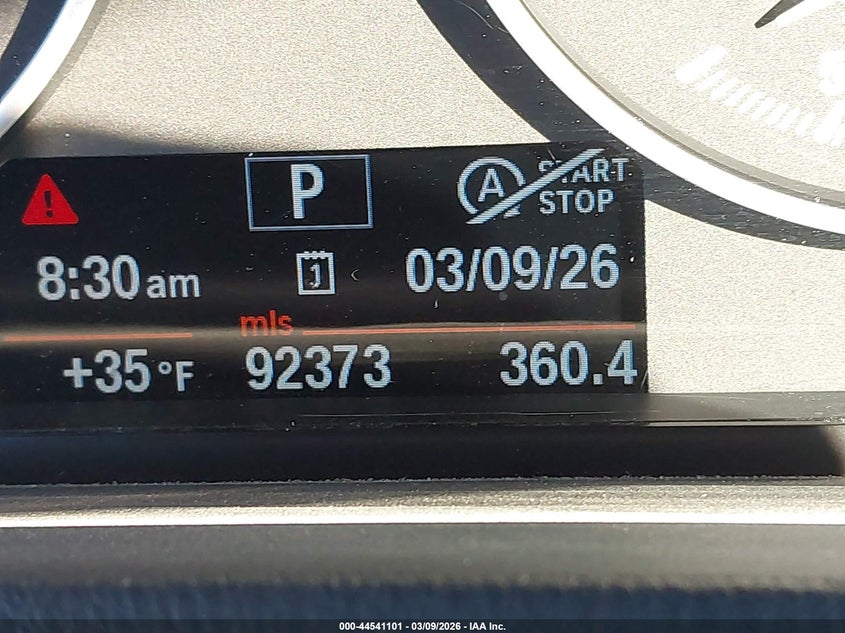 P
A START STOP
8:30 am
03/09/26
mls
+35 °F
92373
360.4
000-44541101 - 03/09/2026 - IAA Inc.